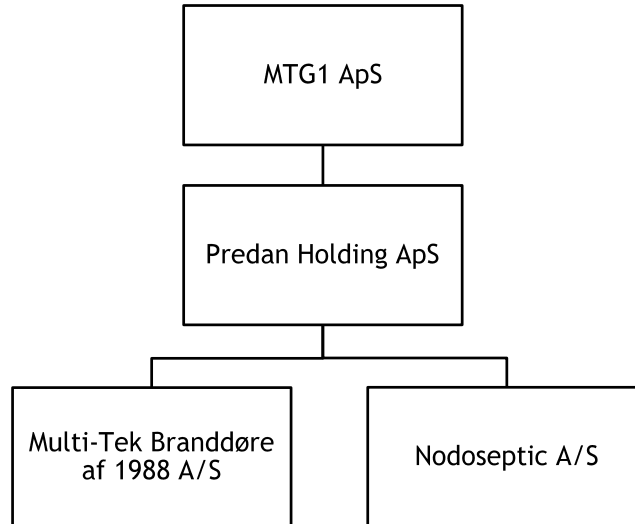 MTG1 ApS
Predan Holding ApS
Multi-Tek Branddøre
af 1988 A/S
Nodoseptic A/S